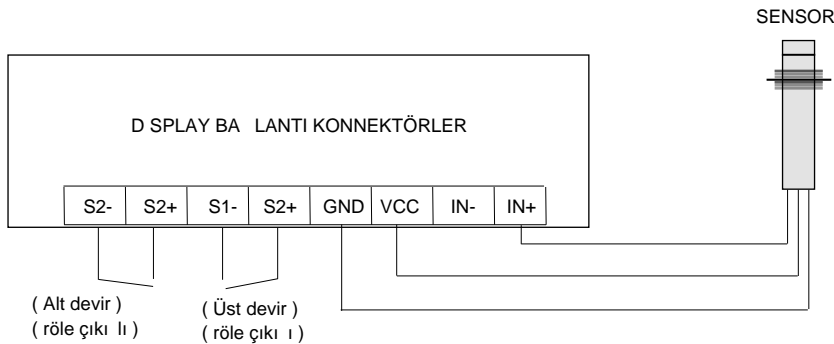 SENSOR
D SPLAY BA LANTI KONNEKTÖRLER
S2- S2+ S1- S2+ GND VCC IN- IN+
( Alt devir )
( röle çıkı lı )
( Üst devir )
( röle çıkı ı )